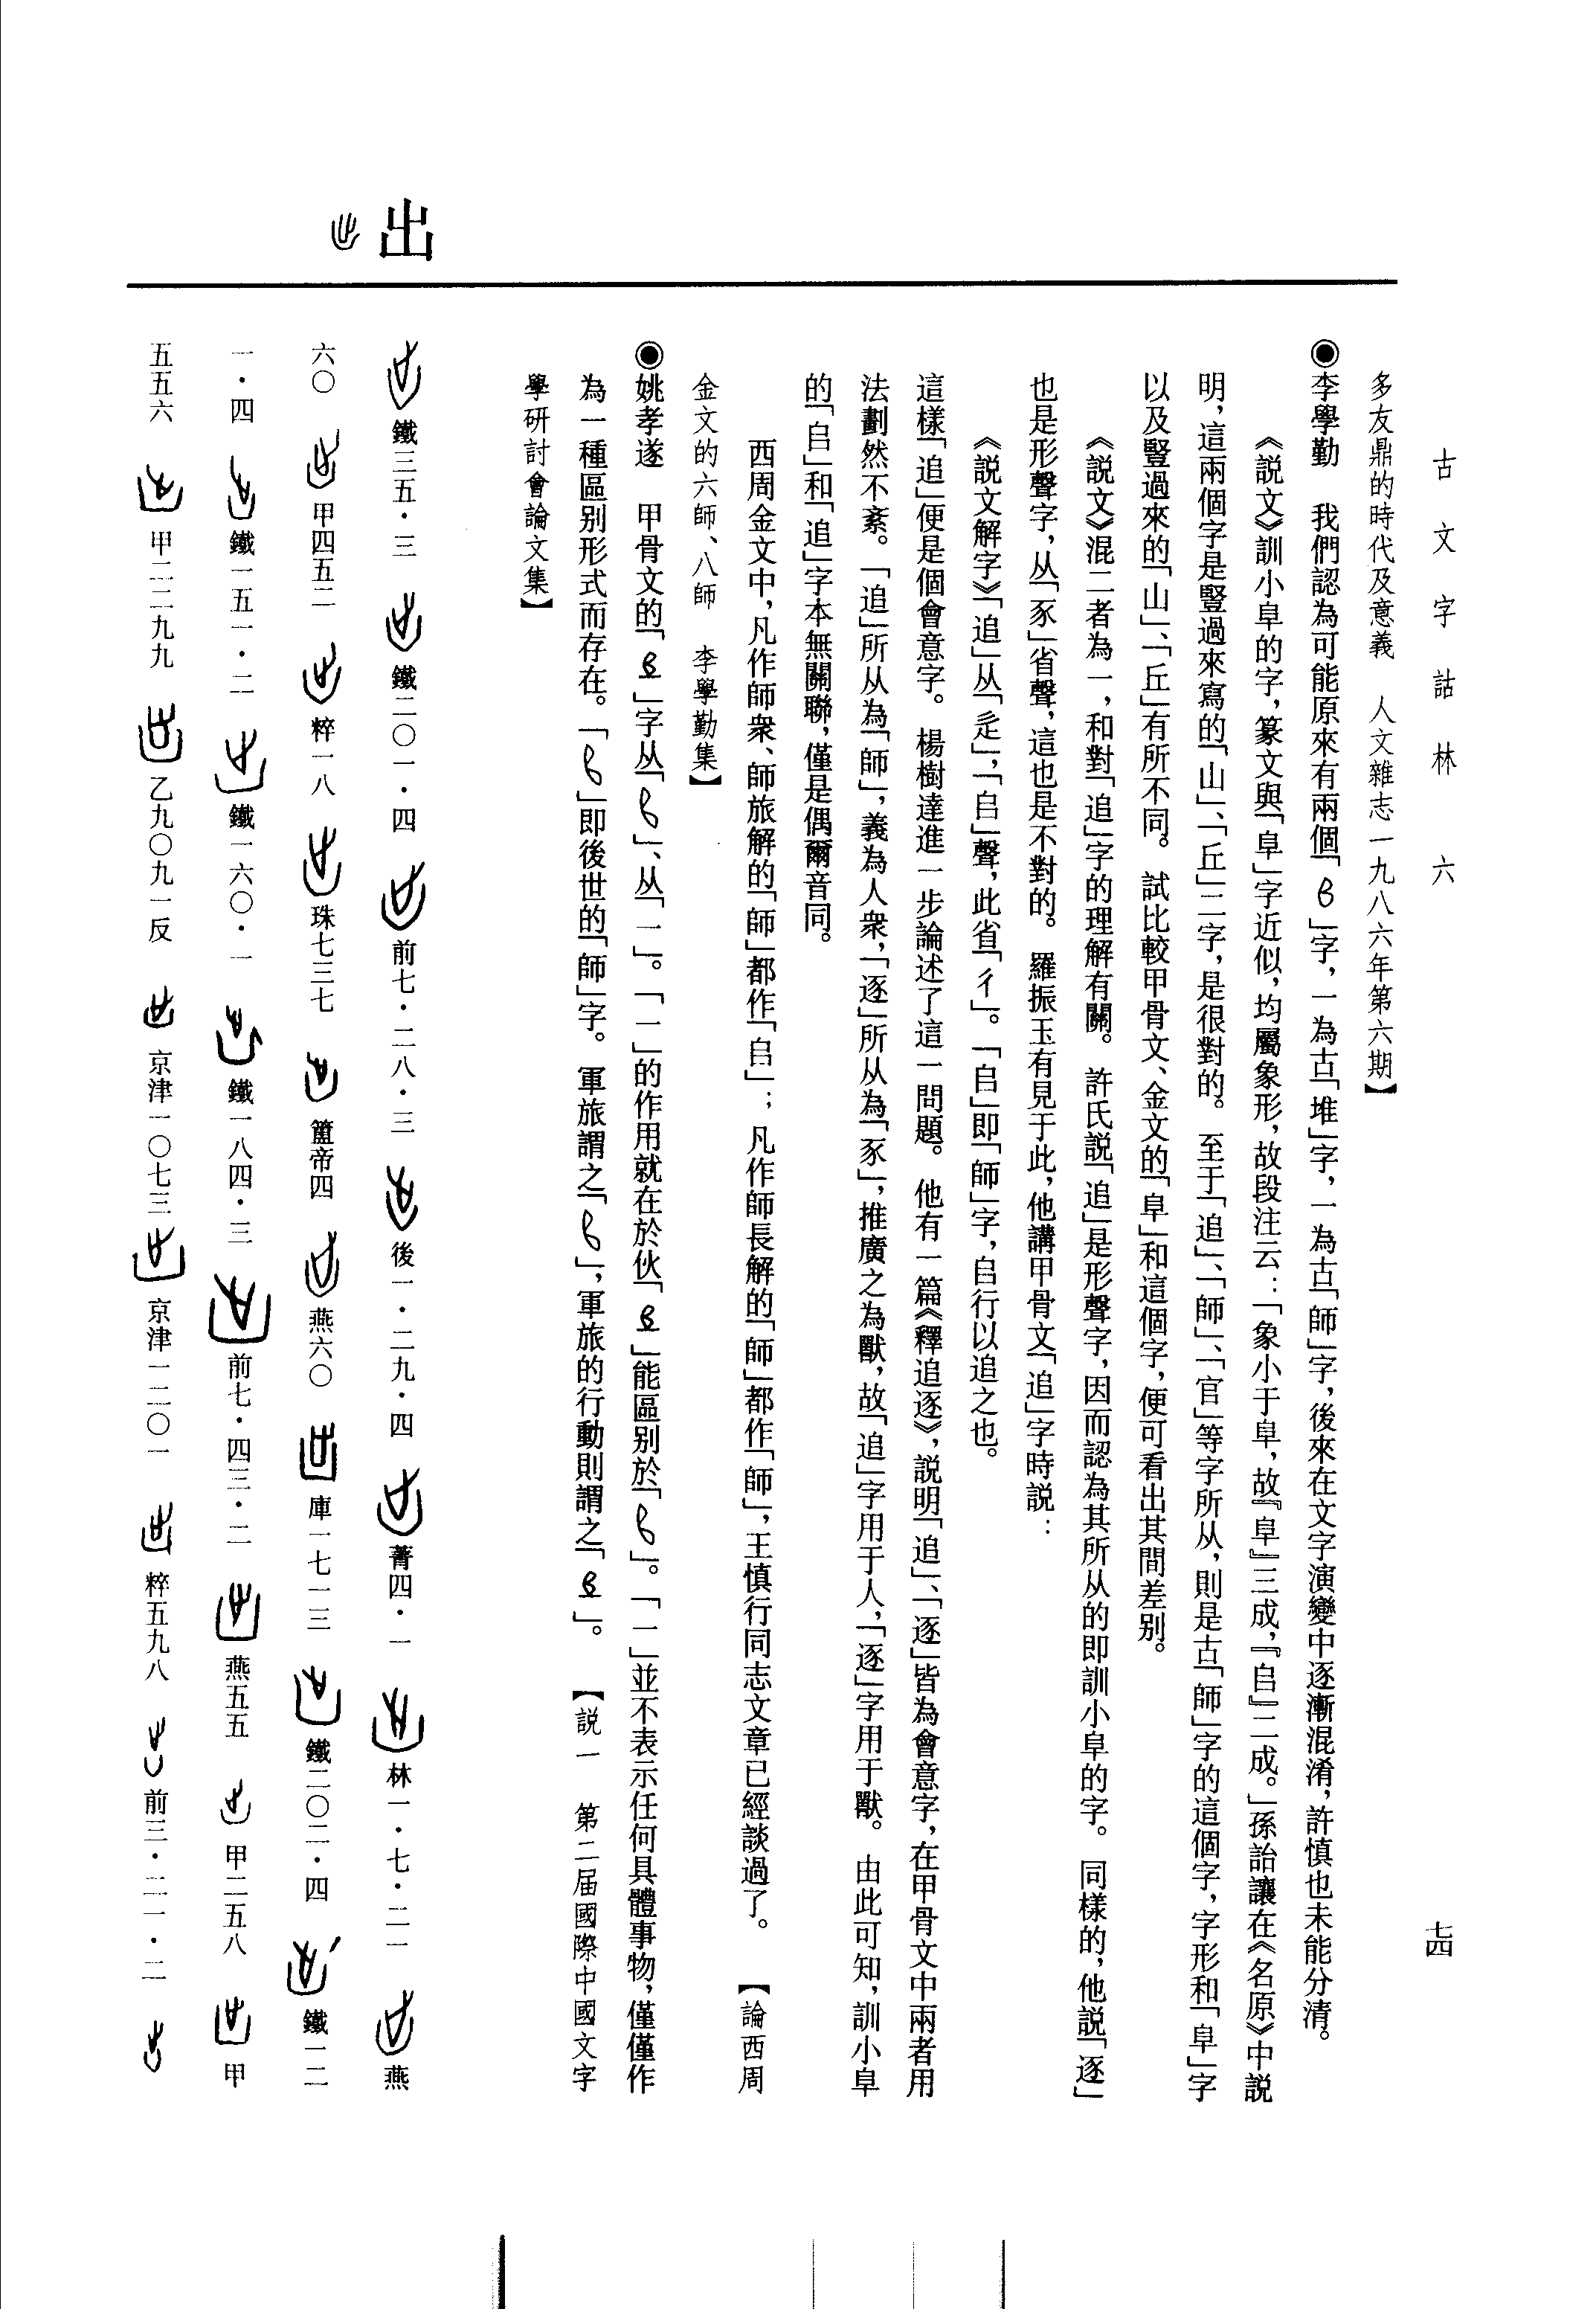 古文字詁林　六
七四
多友鼎的時代及意義　人文雜志一九八六年第六期】
◉李學勤　我們認為可能原來有兩個「」字，一為古「堆」字，一為古「師」字，後來在文字演變中逐漸混淆，許慎也未能分清。
《説文》訓小阜的字，篆文與「阜」字近似，均屬象形，故段注云：「象小于阜，故『阜』三成，『𠂤』二成。」孫詒讓在《名原》中説
明，這兩個字是豎過來寫的「山」、「丘」二字，是很對的。至于「追」、「師」、「官」等字所从，則是古「師」字的這個字，字形和「阜」字
以及豎過來的「山」、「丘」有所不同。試比較甲骨文、金文的「阜」和這個字，便可看出其間差别。
《説文》混二者為一，和對「追」字的理解有關。許氏説「追」是形聲字，因而認為其所从的即訓小阜的字。同樣的，他説「逐」
也是形聲字，从「豕」省聲，這也是不對的。羅振玉有見于此，他講甲骨文「追」字時説：
《説文解字》「追」从「辵」，「𠂤」聲，此省「彳」。「𠂤」即「師」字，𠂤行以追之也。
這樣「追」便是個會意字。楊樹達進一步論述了這一問題。他有一篇《釋追逐》，説明「追」、「逐」皆為會意字，在甲骨文中兩者用
法劃然不紊。「追」所从為「師」，義為人衆，「逐」所从為「豕」，推廣之為獸，故「追」字用于人，「逐」字用于獸。由此可知，訓小阜
的「𠂤」和「追」字本無關聯，僅是偶爾音同。
西周金文中，凡作師衆、師旅解的「師」都作「𠂤」；凡作師長解的「師」都作「師」，王慎行同志文章已經談過了。【論西周
金文的六師、八師　李學勤集】
◉姚孝遂　甲骨文的「」字从「」、从「一」。「一」的作用就在於伙「」能區别於「」。「一」並不表示任何具體事物，僅僅作
為一種區别形式而存在。「」即後世的「師」字。軍旅謂之「」，軍旅的行動則謂之「」。【説一　第二届國際中國文字
學研討會論文集】
出
鐵三五・三　鐵二〇一・四　前七・二八・三　後一・二九・四　菁四・一　林一・七・二一　燕
六〇　甲四五二　粹一八　珠七三七　簠帝四　燕六〇　庫一七一三　鐵二〇二・四　鐵一二
一・四　鐵一五一・二　鐵一六〇・一　鐵一八四・三　前七・四三・二　燕五五　甲二五八　甲
五五六　甲二二九九　乙九〇九一反　京津一〇七三　京津一二〇一　粹五九八　前三・二一・二